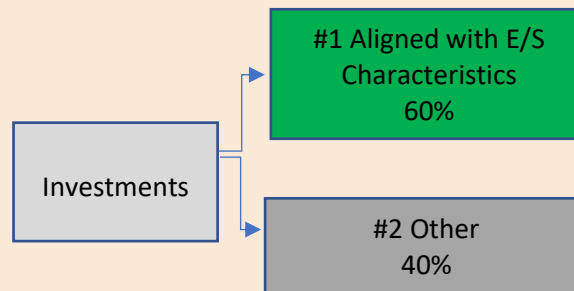 #1 Aligned with E/S
Characteristics
60%
Investments
#2 Other
40%